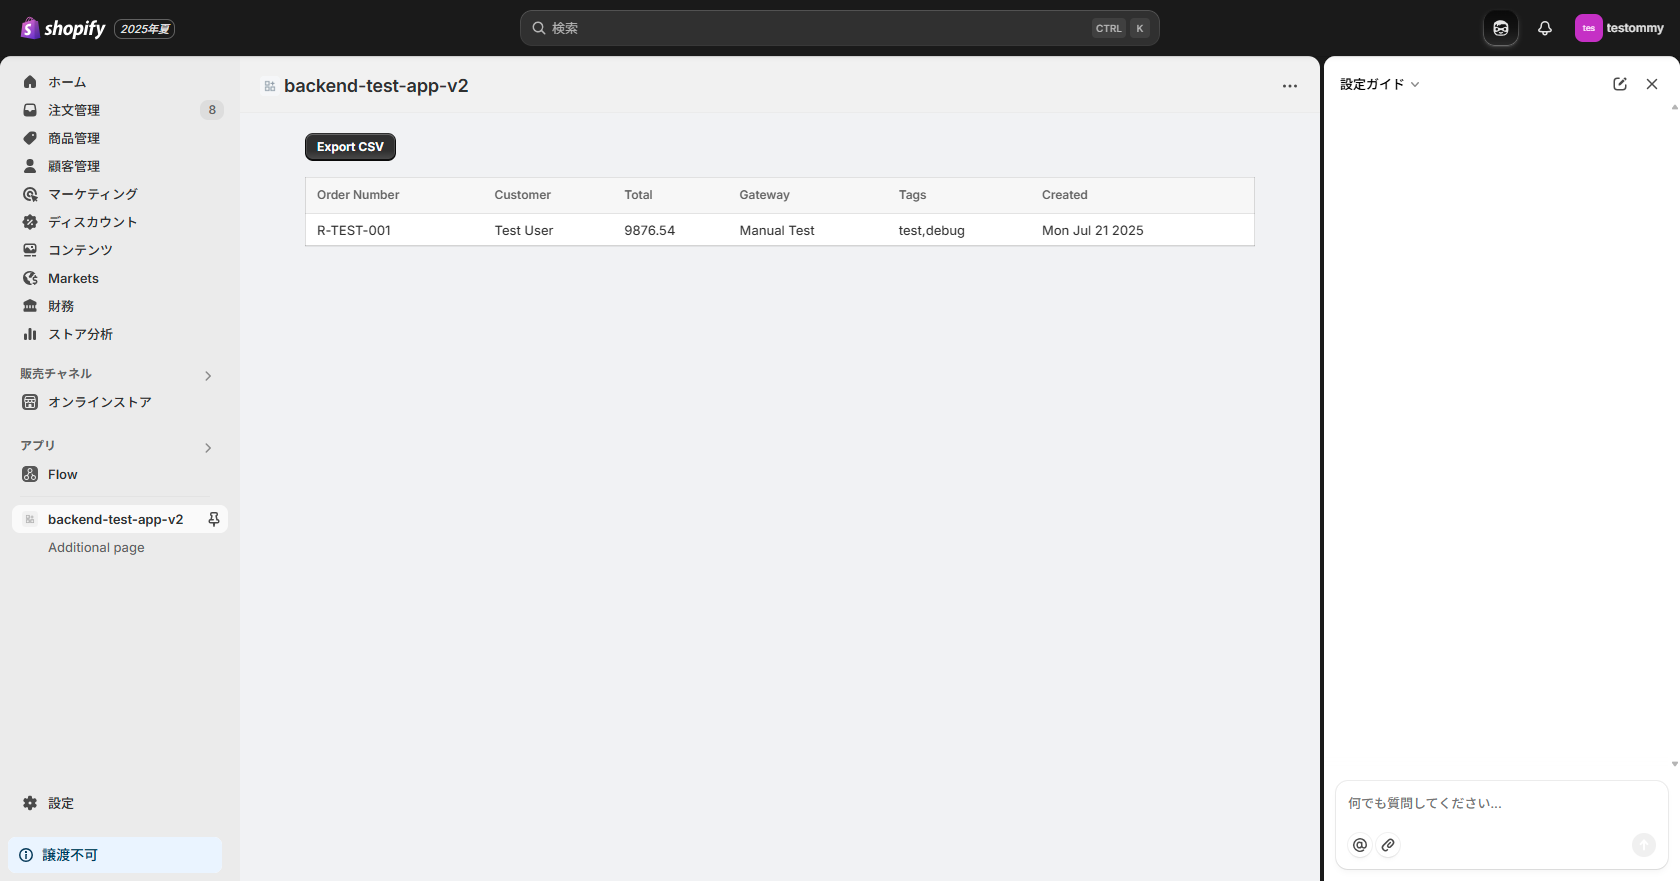 shopify 2025年夏
検索 CTRL K
tes testommy
ホーム
注文管理 8
商品管理
顧客管理
マーケティング
ディスカウント
コンテンツ
Markets
財務
ストア分析
販売チャネル
オンラインストア
アプリ
Flow
backend-test-app-v2
Additional page
設定
譲渡不可
backend-test-app-v2
Export CSV
Order Number Customer Total Gateway Tags Created
R-TEST-001 Test User 9876.54 Manual Test test,debug Mon Jul 21 2025
設定ガイド
何でも質問してください...